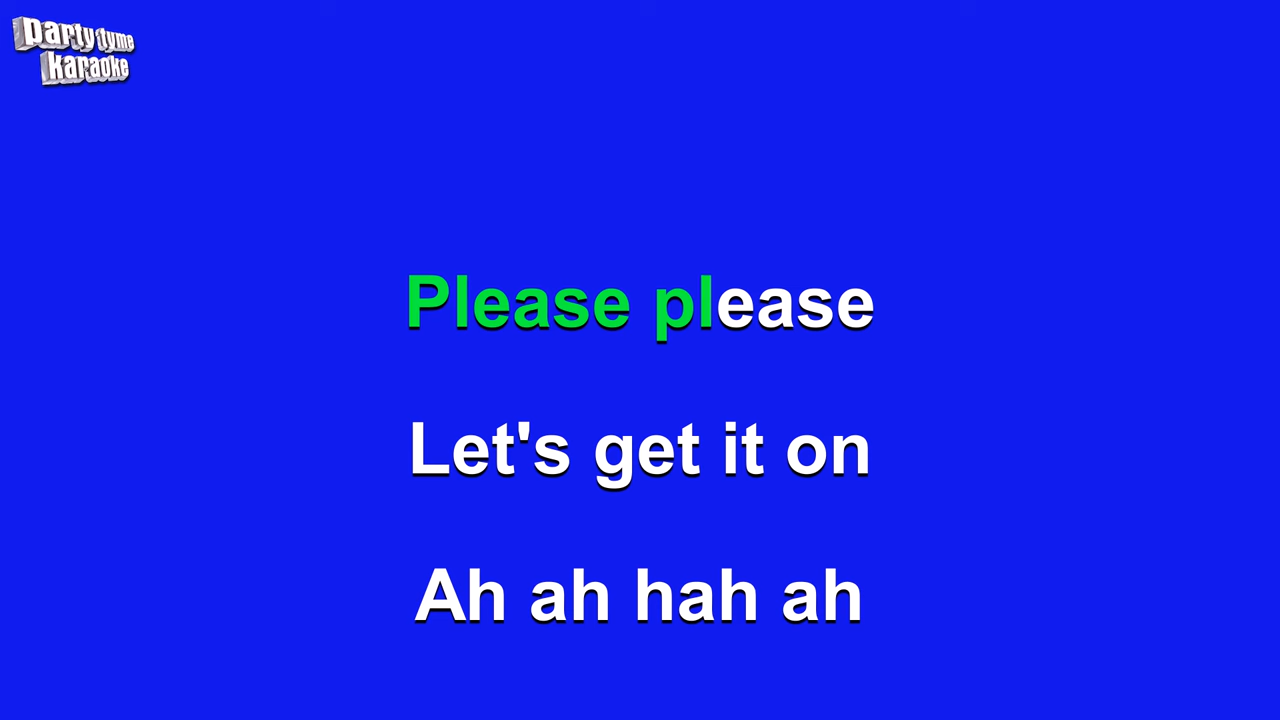 party tyme
karaoke
Please please
Let's get it on
Ah ah hah ah